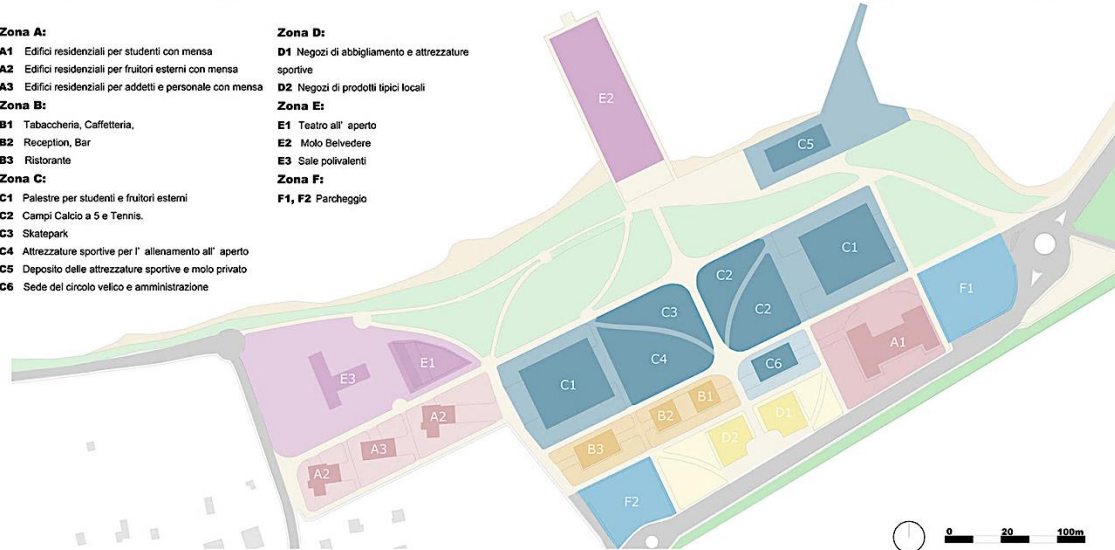 Zona A:
A1 Edifici residenziali per studenti con mensa
A2 Edifici residenziali per fruitori esterni con mensa
A3 Edifici residenziali per addetti e personale con mensa
Zona B:
B1 Tabaccheria, Caffetteria,
B2 Reception, Bar
B3 Ristorante
Zona C:
C1 Palestre per studenti e fruitori esterni
C2 Campi Calcio a 5 e Tennis.
C3 Skatepark
C4 Attrezzature sportive per l' allenamento all' aperto
C5 Deposito delle attrezzature sportive e molo privato
C6 Sede del circolo velico e amministrazione
Zona D:
D1 Negozi di abbigliamento e attrezzature
sportive
D2 Negozi di prodotti tipici locali
Zona E:
E1 Teatro all' aperto
E2 Molo Belvedere
E3 Sale polivalenti
Zona F:
F1, F2 Parcheggio
E2
C5
C1
C2
C2
F1
C3
C4
A1
C6
E1
E3
C1
B1
B2
D1
A2
B3
D2
A3
A2
F2
0 20 100m